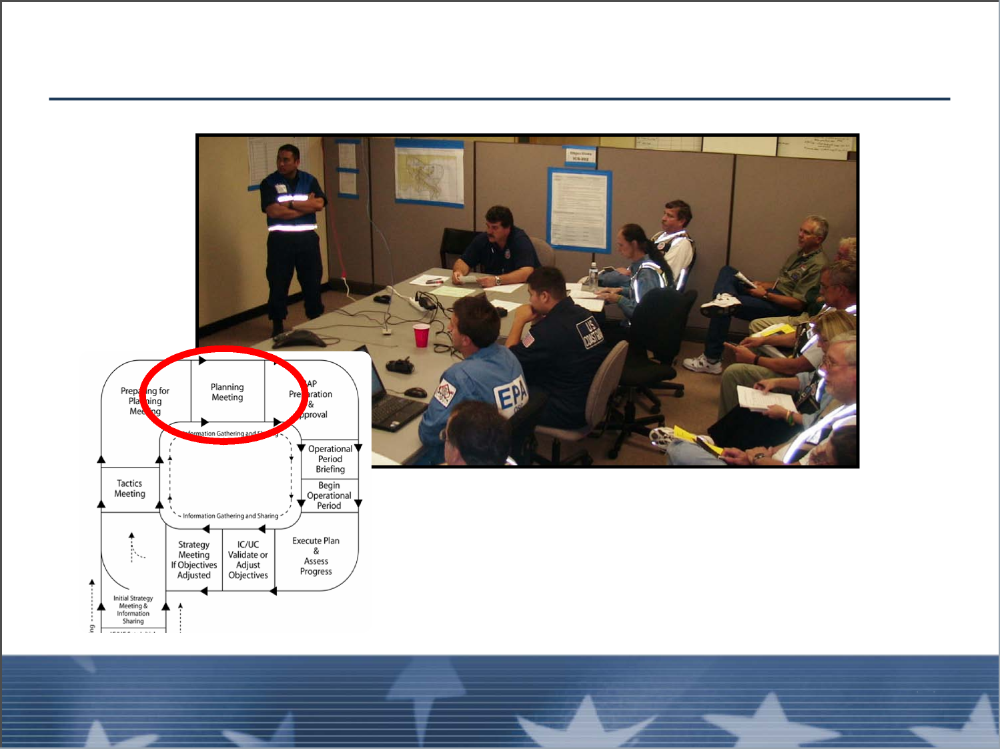 U.S.
COAST
EPA
OSC
Preparing for
Planning
Meeting
Planning
Meeting
IAP
Preparation
&
Approval
Information Gathering and Sharing
Operational
Period
Briefing
Tactics
Meeting
Begin
Operational
Period
Information Gathering and Sharing
Strategy
Meeting
If Objectives
Adjusted
IC/UC
Validate or
Adjust
Objectives
Execute Plan
&
Assess
Progress
Initial Strategy
Meeting &
Information
Sharing